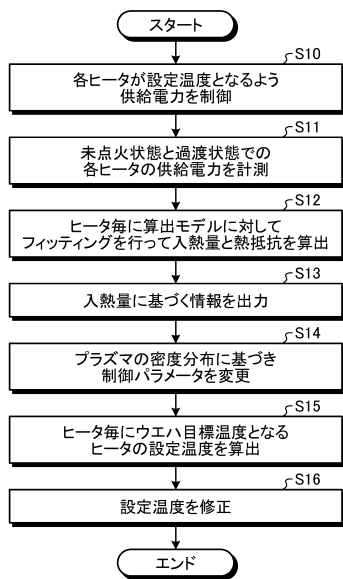 スタート
S10
各ヒータが設定温度となるよう
供給電力を制御
S11
未点火状態と過渡状態での
各ヒータの供給電力を計測
S12
ヒータ毎に算出モデルに対して
フィッティングを行って入熱量と熱抵抗を算出
S13
入熱量に基づく情報を出力
S14
プラズマの密度分布に基づき
制御パラメータを変更
S15
ヒータ毎にウエハ目標温度となる
ヒータの設定温度を算出
S16
設定温度を修正
エンド